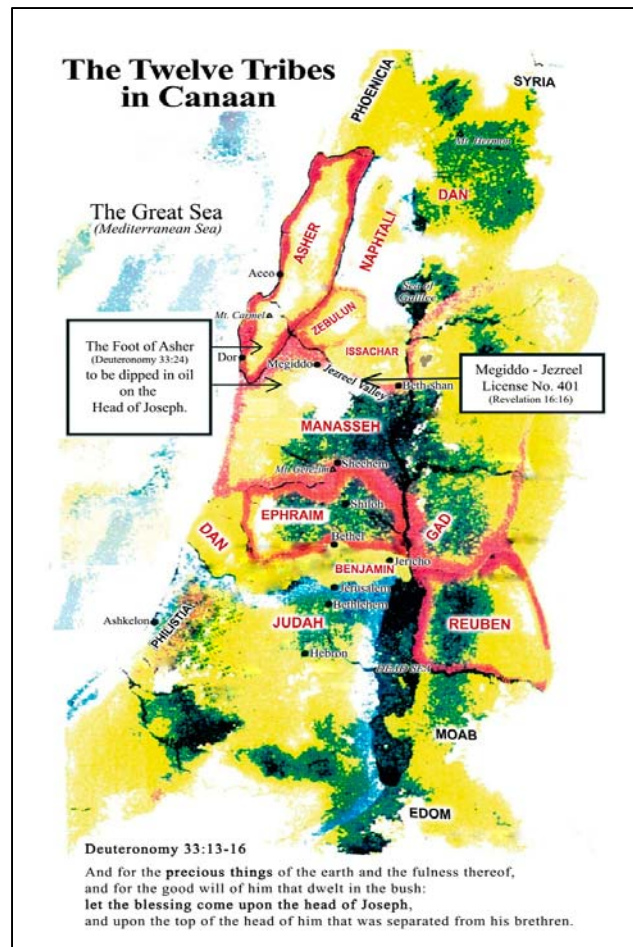 The Twelve Tribes
in Canaan
PHOENICIA
SYRIA
Mt. Hermon
DAN
The Great Sea
(Mediterranean Sea)
ASHER
NAPHTALI
Acco
Sea of
Galilee
Mt. Carmel
ZEBULUN
The Foot of Asher
(Deuteronomy 33:24)
to be dipped in oil
on the
Head of Joseph.
Dor
Megiddo
ISSACHAR
Jezreel Valley
Beth-shan
Megiddo - Jezreel
License No. 401
(Revelation 16:16)
MANASSEH
Shechem
Mt. Gerezim
Shiloh
EPHRAIM
GAD
DAN
Bethel
BENJAMIN
Jericho
Jerusalem
Bethlehem
Ashkelon
PHILISTIA
JUDAH
REUBEN
Hebron
DEAD SEA
MOAB
EDOM
Deuteronomy 33:13-16
And for the precious things of the earth and the fulness thereof,
and for the good will of him that dwelt in the bush:
let the blessing come upon the head of Joseph,
and upon the top of the head of him that was separated from his brethren.